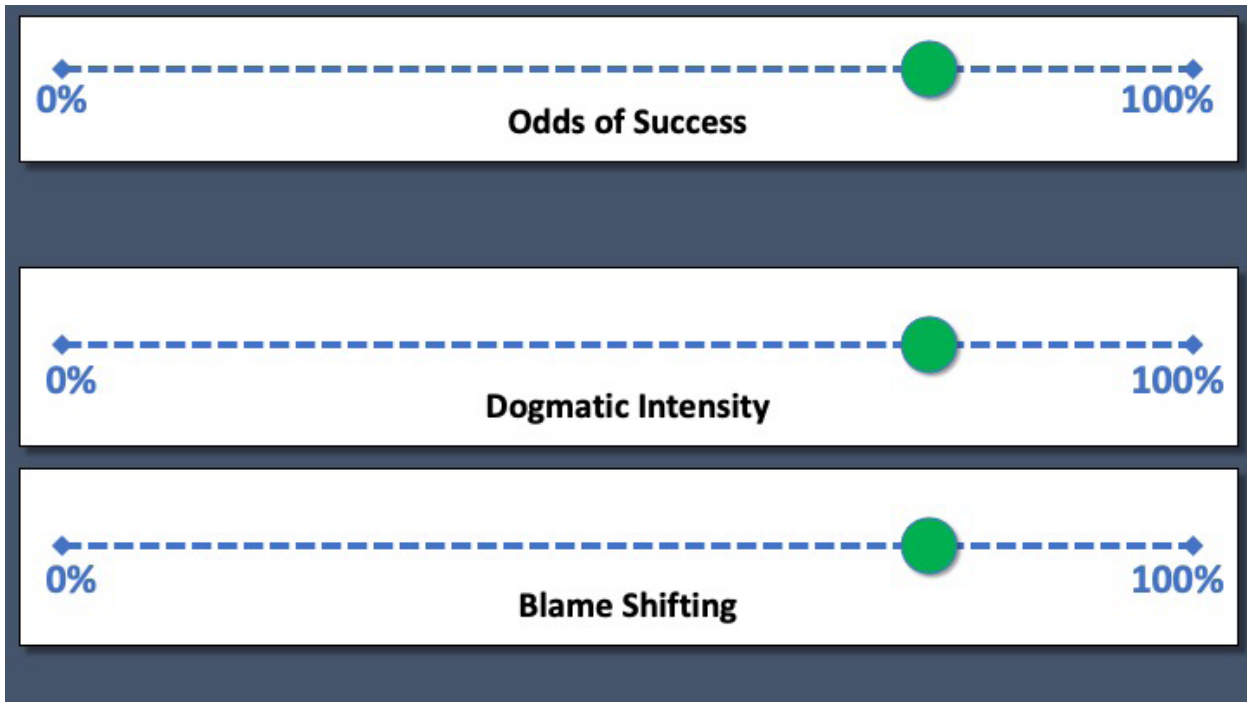 0% 100%
Odds of Success
0% 100%
Dogmatic Intensity
0% 100%
Blame Shifting